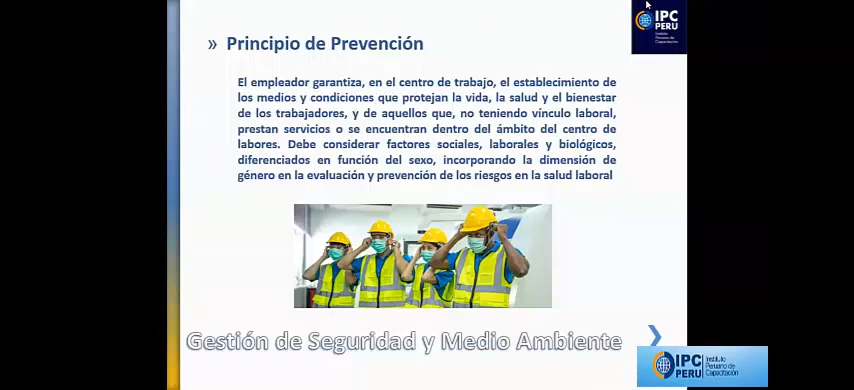 » Principio de Prevención
IPC
PERU
Instituto
Peruano de
Capacitación
El empleador garantiza, en el centro de trabajo, el establecimiento de
los medios y condiciones que protejan la vida, la salud y el bienestar
de los trabajadores, y de aquellos que, no teniendo vínculo laboral,
prestan servicios o se encuentran dentro del ámbito del centro de
labores. Debe considerar factores sociales, laborales y biológicos,
diferenciados en función del sexo, incorporando la dimensión de
género en la evaluación y prevención de los riesgos en la salud laboral
Gestión de Seguridad y Medio Ambiente
IPC
PERU
Instituto
Peruano de
Capacitación